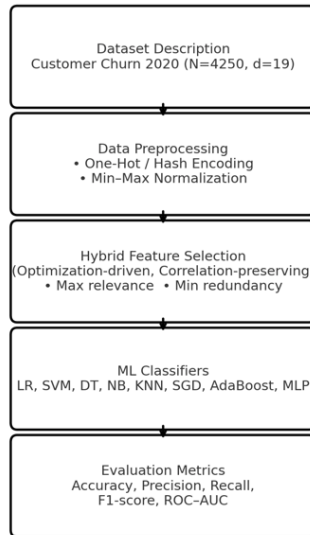 Dataset Description
Customer Churn 2020 (N=4250, d=19)
Data Preprocessing
• One-Hot / Hash Encoding
• Min–Max Normalization
Hybrid Feature Selection
(Optimization-driven, Correlation-preserving
• Max relevance • Min redundancy
ML Classifiers
LR, SVM, DT, NB, KNN, SGD, AdaBoost, MLP
Evaluation Metrics
Accuracy, Precision, Recall,
F1-score, ROC–AUC